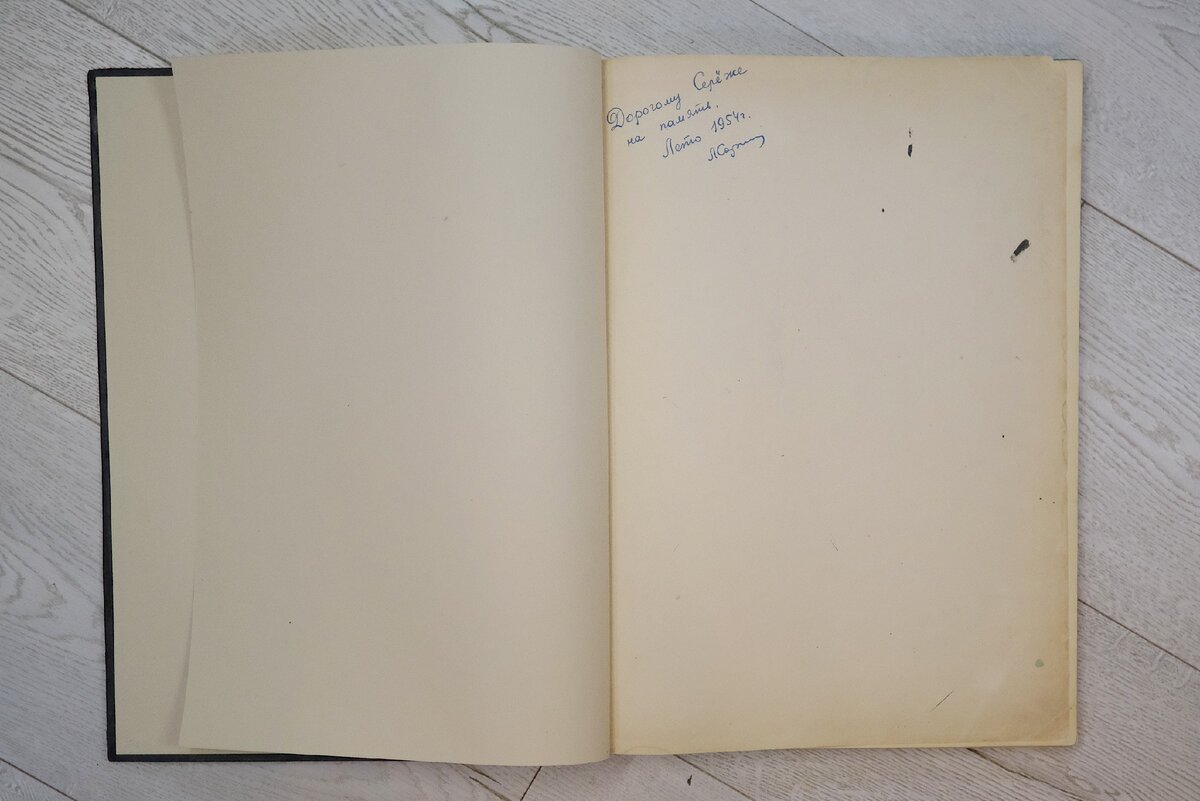 Дорогому Серёже
на память.
Лето 1954г.